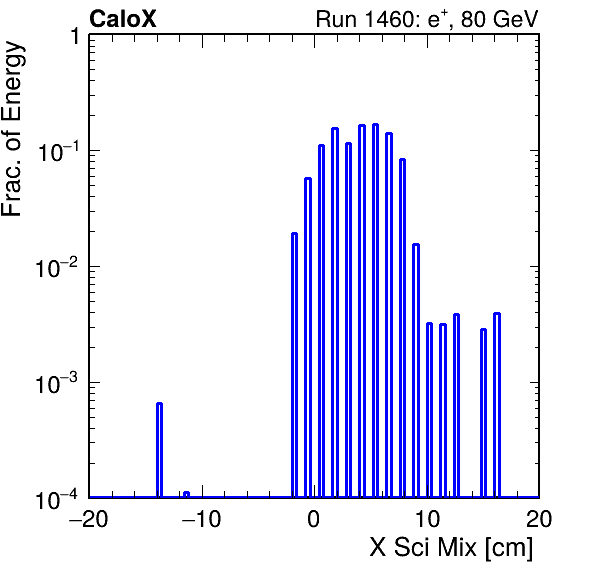 CaloX Run 1460: e⁺, 80 GeV
Frac. of Energy
1
10⁻¹
10⁻²
10⁻³
10⁻⁴
−20 −10 0 10 20
X Sci Mix [cm]